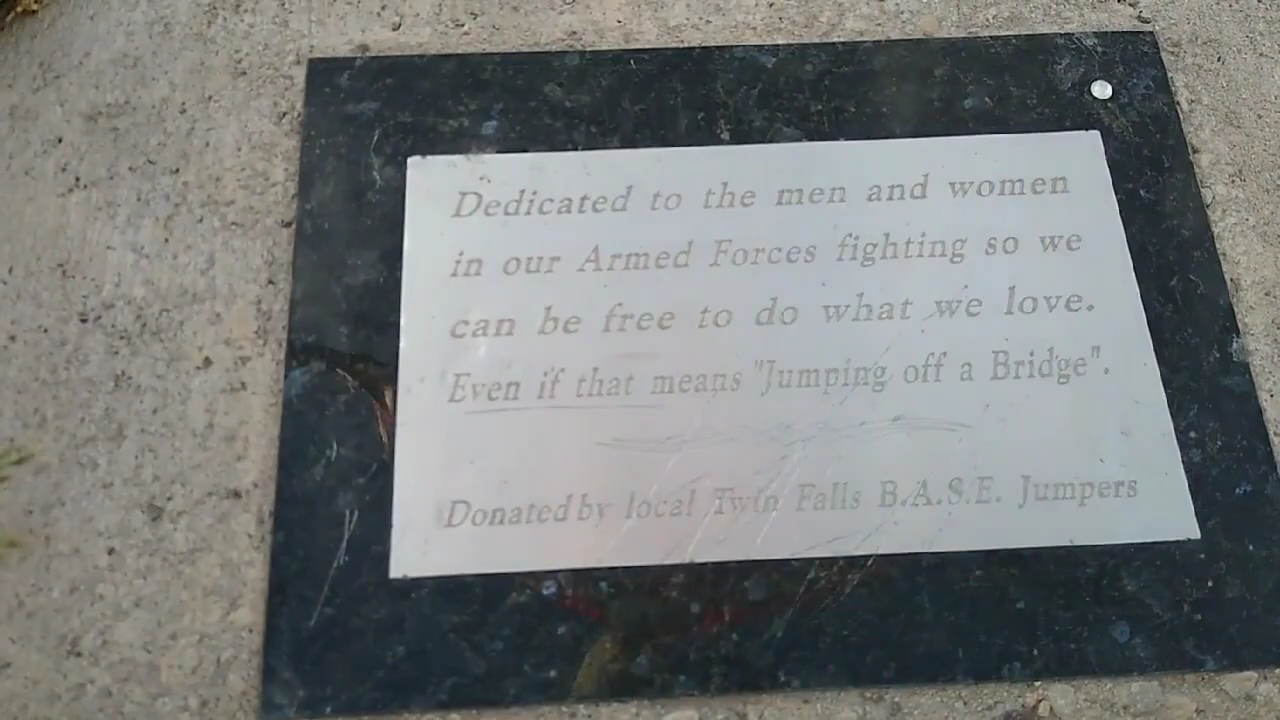 Dedicated to the men and women
in our Armed Forces fighting so we
can be free to do what we love.
Even if that means "Jumping off a Bridge".
Donated by local Twin Falls B.A.S.E. Jumpers